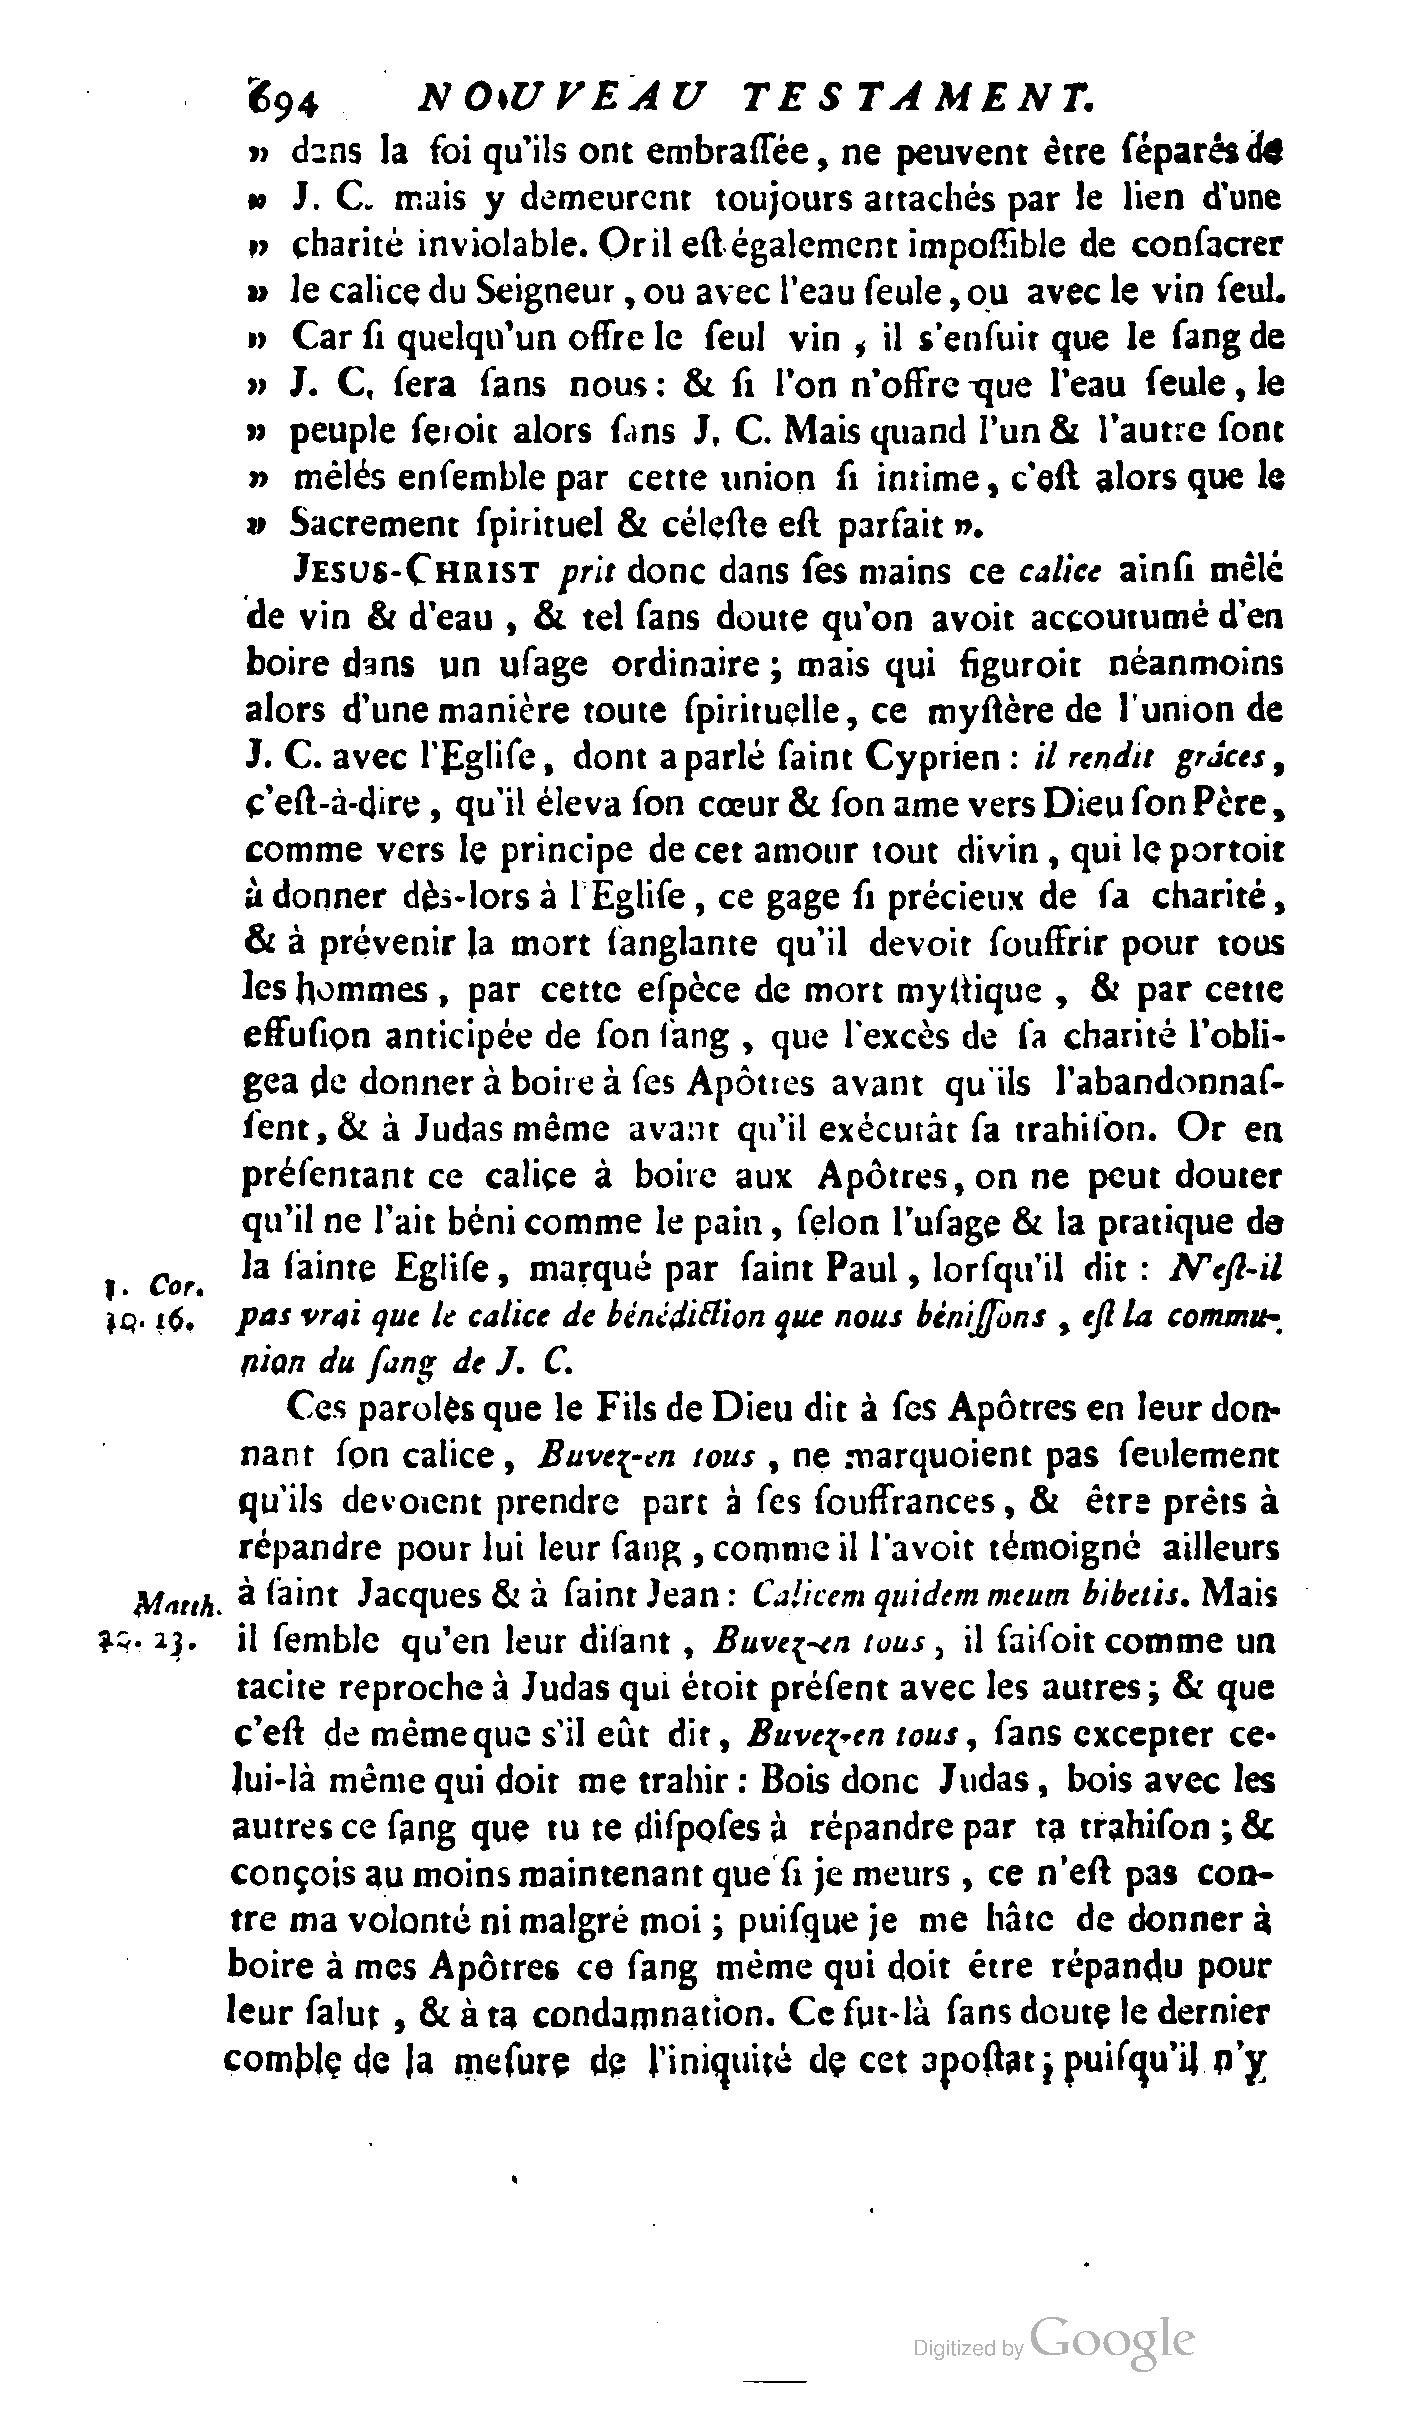 694 NOUVEAU TESTAMENT.
» dans la foi qu'ils ont embraſſée, ne peuvent être ſéparés de
» J. C. mais y demeurent toujours attachés par le lien d'une
» charité inviolable. Or il eſt également impoſſible de conſacrer
» le calice du Seigneur, ou avec l'eau ſeule, ou avec le vin ſeul.
» Car ſi quelqu'un offre le ſeul vin, il s'enſuit que le ſang de
» J. C. ſera ſans nous: & ſi l'on n'offre que l'eau ſeule, le
» peuple ſeroit alors ſans J. C. Mais quand l'un & l'autre ſont
» mêlés enſemble par cette union ſi intime, c'eſt alors que le
» Sacrement ſpirituel & céleſte eſt parfait ».
JESUS-CHRIST prit donc dans ſes mains ce calice ainſi mêlé
de vin & d'eau, & tel ſans doute qu'on avoit accoutumé d'en
boire dans un uſage ordinaire; mais qui figuroit néanmoins
alors d'une manière toute ſpirituelle, ce myſtère de l'union de
J. C. avec l'Egliſe, dont a parlé ſaint Cyprien: il rendit grâces,
c'eſt-à-dire, qu'il éleva ſon cœur & ſon ame vers Dieu ſon Père,
comme vers le principe de cet amour tout divin, qui le portoit
à donner dès-lors à l'Egliſe, ce gage ſi précieux de ſa charité,
& à prévenir la mort ſanglante qu'il devoit ſouffrir pour tous
les hommes, par cette eſpèce de mort myſtique, & par cette
effuſion anticipée de ſon ſang, que l'excès de ſa charité l'obli-
gea de donner à boire à ſes Apôtres avant qu'ils l'abandonnaſ-
ſent, & à Judas même avant qu'il exécutât ſa trahiſon. Or en
préſentant ce calice à boire aux Apôtres, on ne peut douter
qu'il ne l'ait béni comme le pain, ſelon l'uſage & la pratique de
la ſainte Egliſe, marqué par ſaint Paul, lorſqu'il dit: N'eſt-il
1. Cor.
10. 16.
pas vrai que le calice de bénédiction que nous béniſſons, eſt la commu-
nion du ſang de J. C.
Ces paroles que le Fils de Dieu dit à ſes Apôtres en leur don-
nant ſon calice, Buvez-en tous, ne marquoient pas ſeulement
qu'ils devoient prendre part à ſes ſouffrances, & être prêts à
répandre pour lui leur ſang, comme il l'avoit témoigné ailleurs
à ſaint Jacques & à ſaint Jean: Calicem quidem meum bibetis. Mais
Matth.
20. 23.
il ſemble qu'en leur diſant, Buvez-en tous, il faiſoit comme un
tacite reproche à Judas qui étoit préſent avec les autres; & que
c'eſt de même que s'il eût dit, Buvez-en tous, ſans excepter ce-
lui-là même qui doit me trahir: Bois donc Judas, bois avec les
autres ce ſang que tu te diſpoſes à répandre par ta trahiſon; &
conçois au moins maintenant que ſi je meurs, ce n'eſt pas con-
tre ma volonté ni malgré moi; puiſque je me hâte de donner à
boire à mes Apôtres ce ſang même qui doit être répandu pour
leur ſalut, & à ta condamnation. Ce fut-là ſans doute le dernier
comble de la meſure de l'iniquité de cet apoſtat; puiſqu'il n'y
Digitized by Google